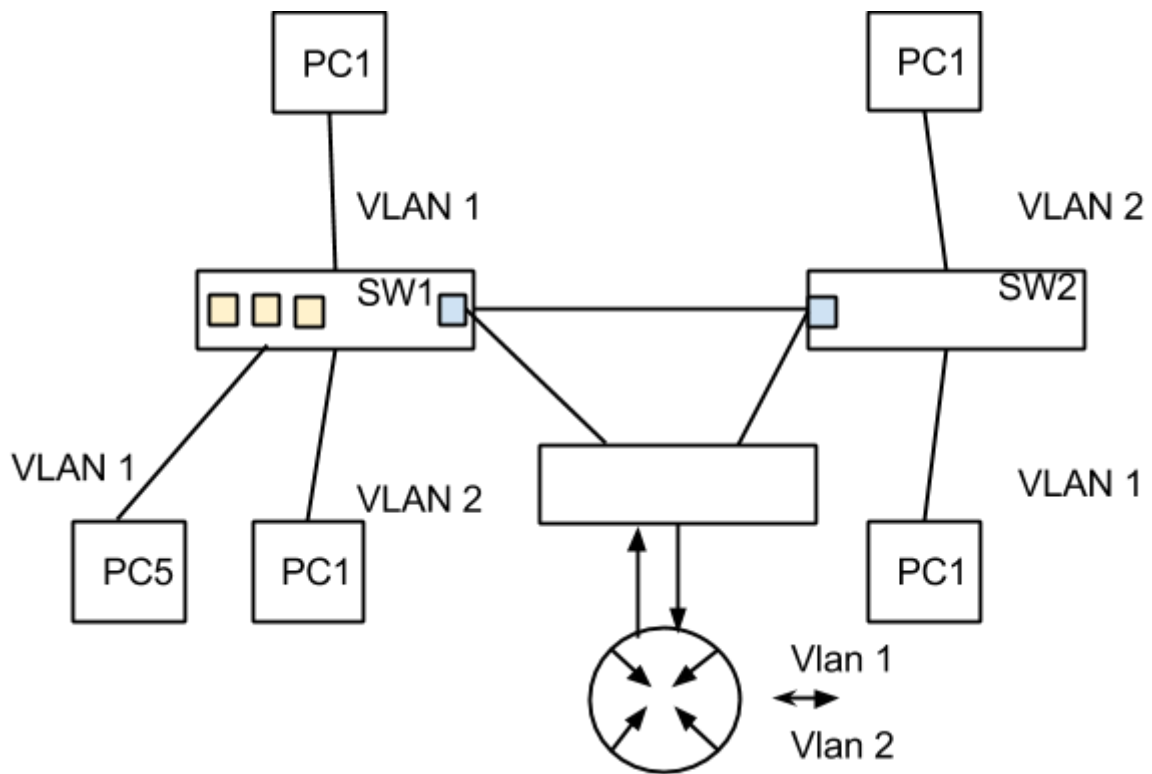 PC1
PC1
VLAN 1
VLAN 2
SW1
SW2
VLAN 1
VLAN 2
VLAN 1
PC5
PC1
PC1
Vlan 1
Vlan 2